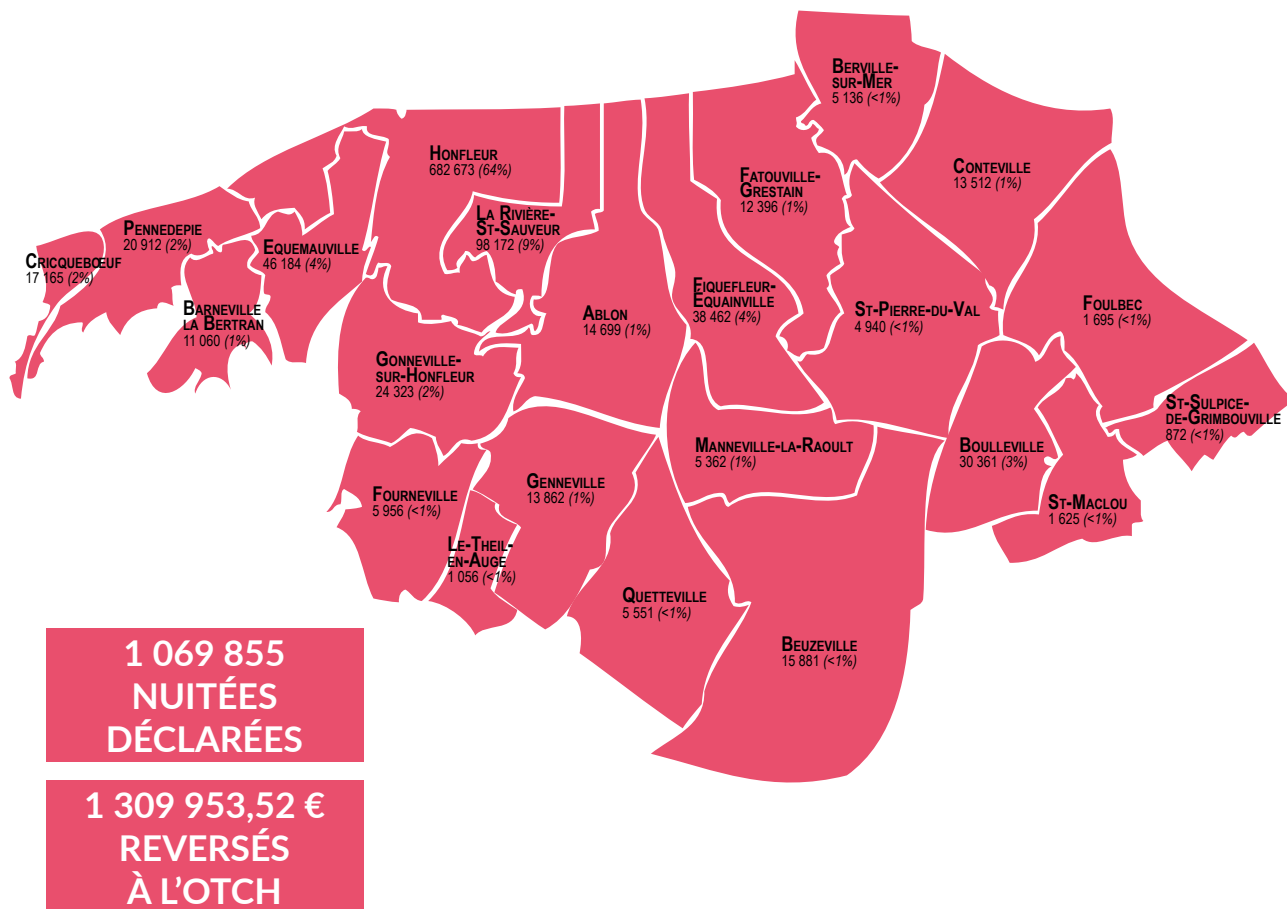 Berville-
sur-Mer
5 136 (<1%)
Honfleur
682 673 (64%)
Conteville
13 512 (1%)
Fatouville-
Grestain
12 396 (1%)
La Rivière-
St-Sauveur
98 172 (9%)
Pennedepie
20 912 (2%)
Equemauville
46 184 (4%)
Cricquebœuf
17 165 (2%)
Barneville
la Bertran
11 060 (1%)
Ablon
14 699 (1%)
Fiquefleur-
Equainville
38 462 (4%)
St-Pierre-du-Val
4 940 (<1%)
Foulbec
1 695 (<1%)
Gonneville-
sur-Honfleur
24 323 (2%)
St-Sulpice-
de-Grimbouville
872 (<1%)
Manneville-la-Raoult
5 362 (1%)
Boulleville
30 361 (3%)
Fourneville
5 956 (<1%)
Genneville
13 862 (1%)
St-Maclou
1 625 (<1%)
Le-Theil-
en-Auge
1 056 (<1%)
Quetteville
5 551 (<1%)
Beuzeville
15 881 (<1%)
1 069 855
NUITÉES
DÉCLARÉES
1 309 953,52 €
REVERSÉS
À L'OTCH